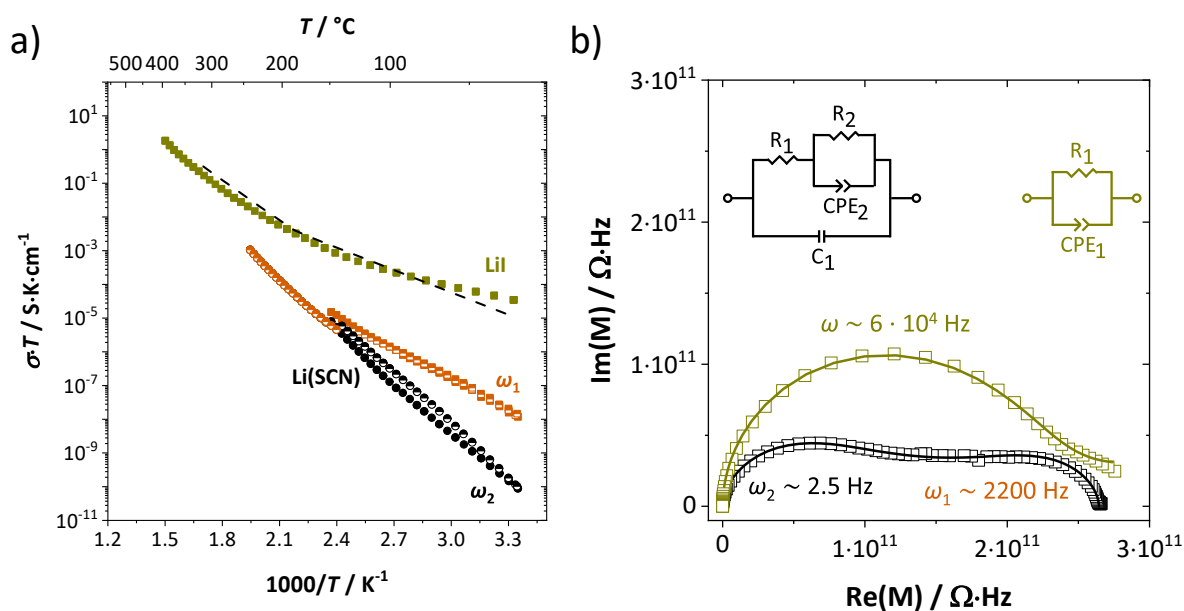 a)
T / °C
500 400 300 200 100
10¹
10⁻¹
10⁻³
10⁻⁵
10⁻⁷
10⁻⁹
10⁻¹¹
σ·T / S·K·cm⁻¹
LiI
Li(SCN)
ω₁
ω₂
1.2 1.5 1.8 2.1 2.4 2.7 3.0 3.3
1000/T / K⁻¹
b)
3·10¹¹
2·10¹¹
1·10¹¹
0
Im(M) / Ω·Hz
R₂
R₁
CPE₂
C₁
R₁
CPE₁
ω ~ 6 · 10⁴ Hz
ω₂ ~ 2.5 Hz
ω₁ ~ 2200 Hz
0 1·10¹¹ 2·10¹¹ 3·10¹¹
Re(M) / Ω·Hz